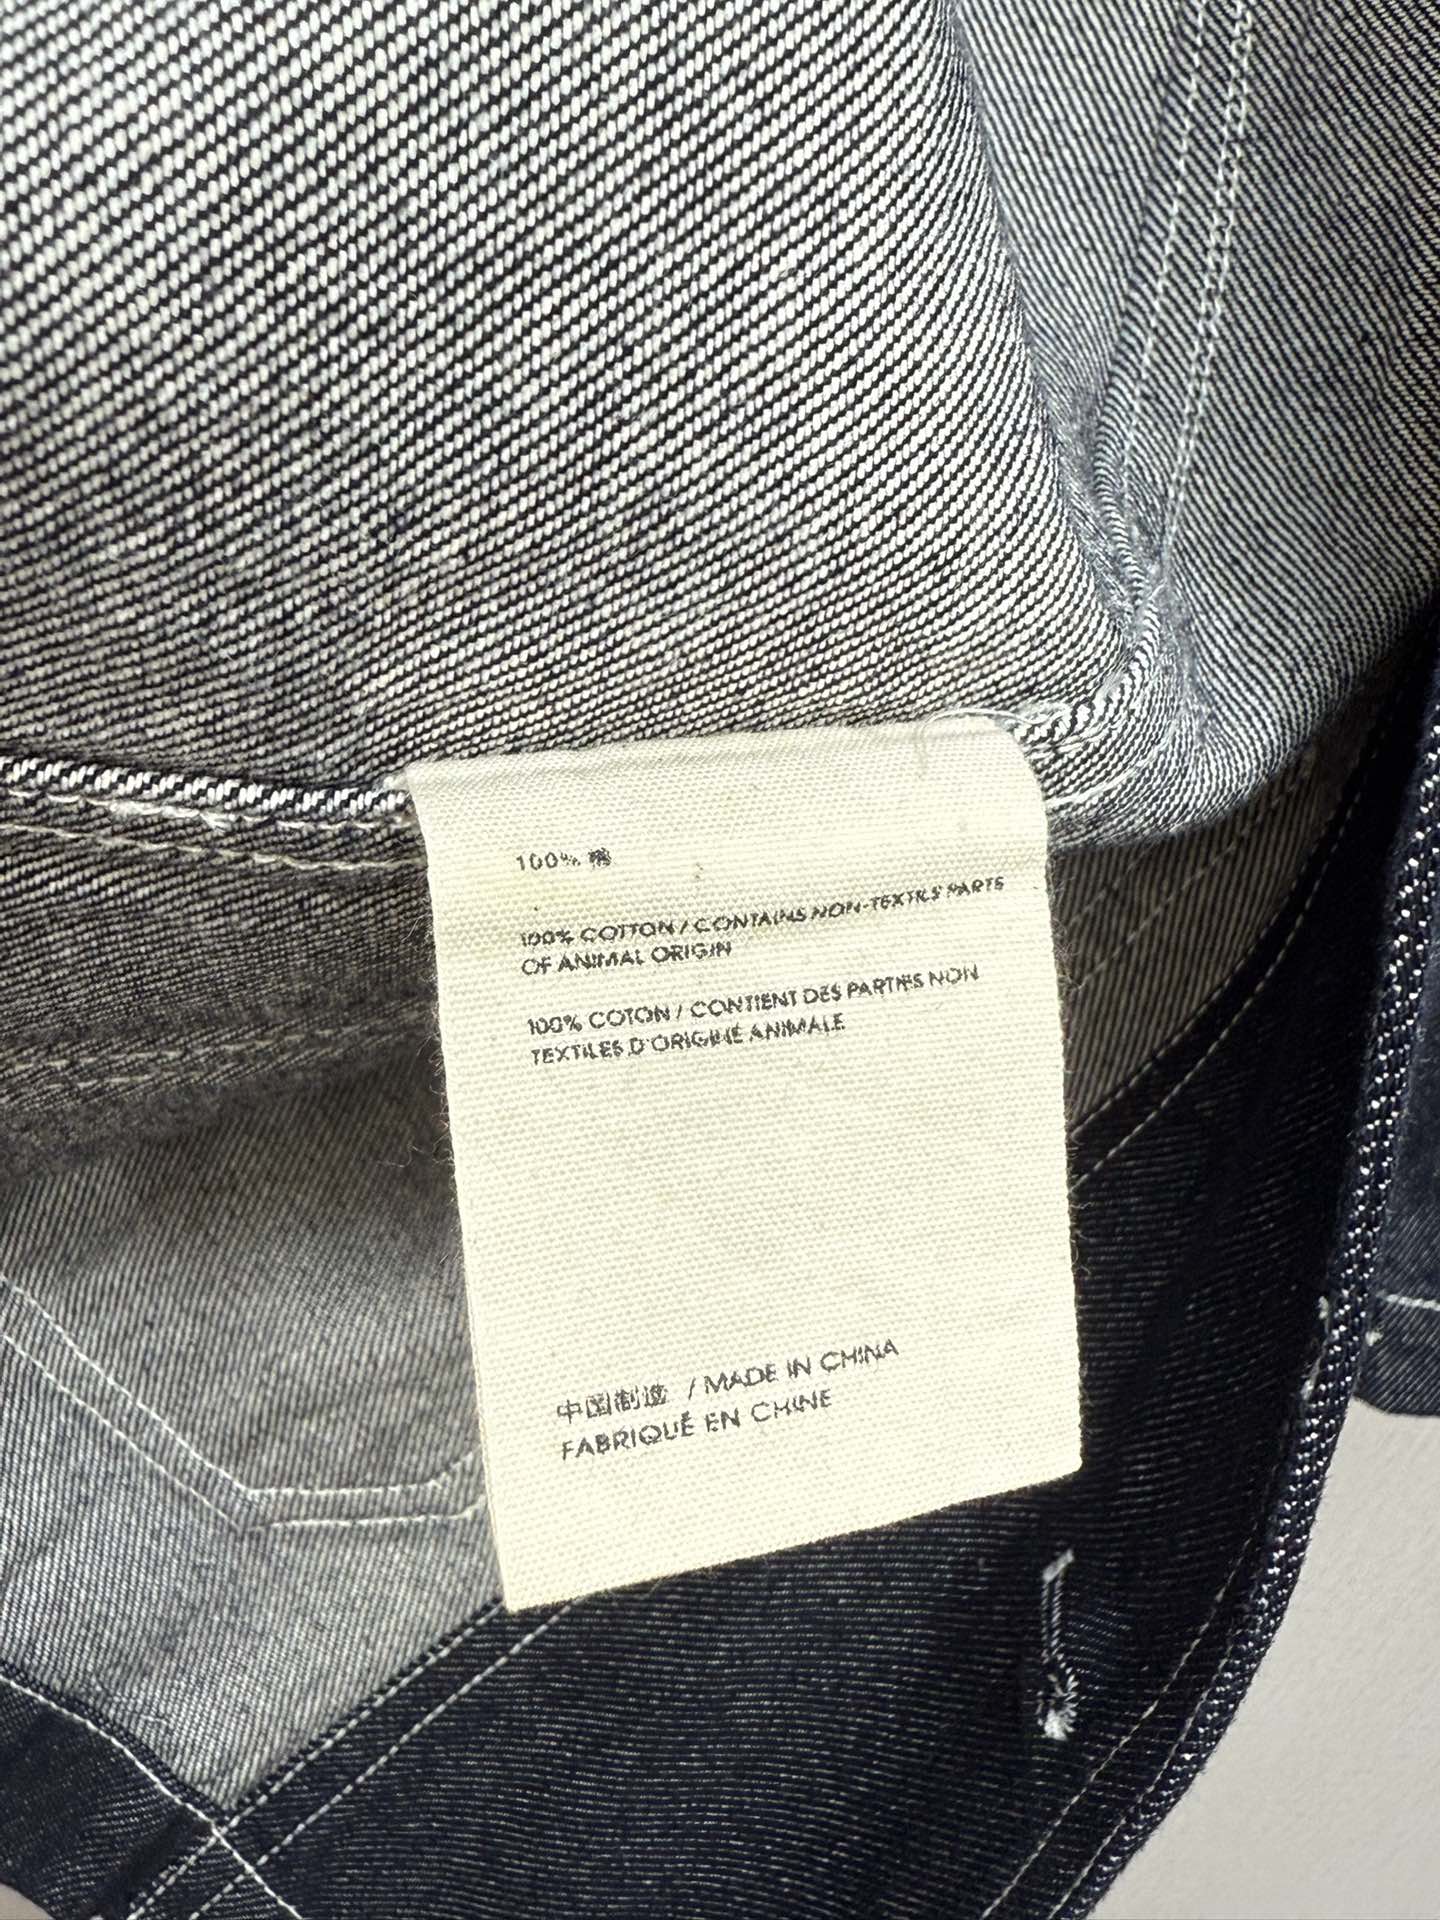 100% 棉
100% COTTON / CONTAINS NON-TEXTILE PARTS
OF ANIMAL ORIGIN
100% COTON / CONTIENT DES PARTIES NON
TEXTILES D'ORIGINE ANIMALE
中国制造 / MADE IN CHINA
FABRIQUÉ EN CHINE